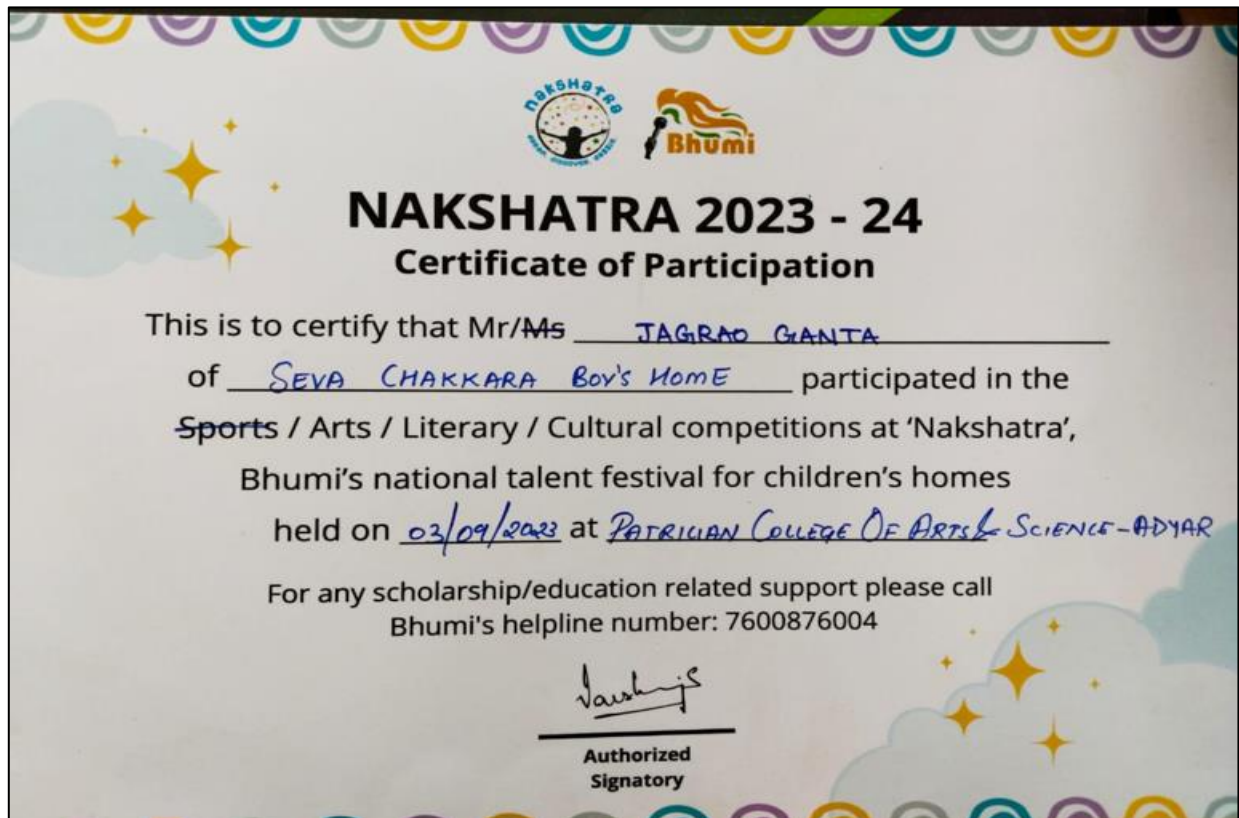 NAKSHATRA
DREAM DISCOVER DAZZLE
Bhumi
NAKSHATRA 2023 - 24
Certificate of Participation
This is to certify that Mr/Ms JAGRAO GANTA
of SEVA CHAKKARA BOY'S HOME participated in the
Sports / Arts / Literary / Cultural competitions at ‘Nakshatra’,
Bhumi’s national talent festival for children’s homes
held on 03/09/2023 at PATRICIAN COLLEGE OF ARTS & SCIENCE-ADYAR
For any scholarship/education related support please call
Bhumi's helpline number: 7600876004
Authorized
Signatory